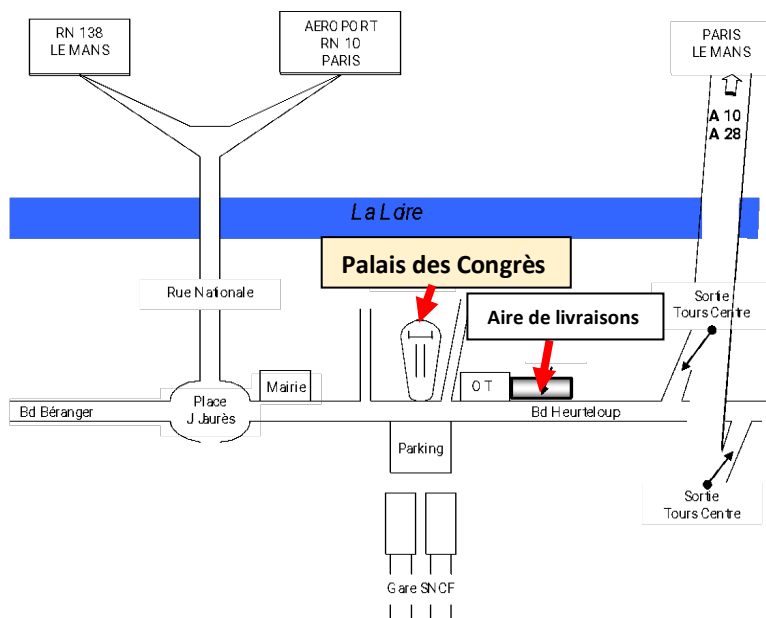 RN 138
LE MANS
AEROPORT
RN 10
PARIS
PARIS
LE MANS
A 10
A 28
La Loire
Palais des Congrès
Rue Nationale
Aire de livraisons
Sortie
Tours Centre
Mairie
O T
Bd Béranger
Place
J Jaurès
Bd Heurteloup
Parking
Sortie
Tours Centre
Gare SNCF